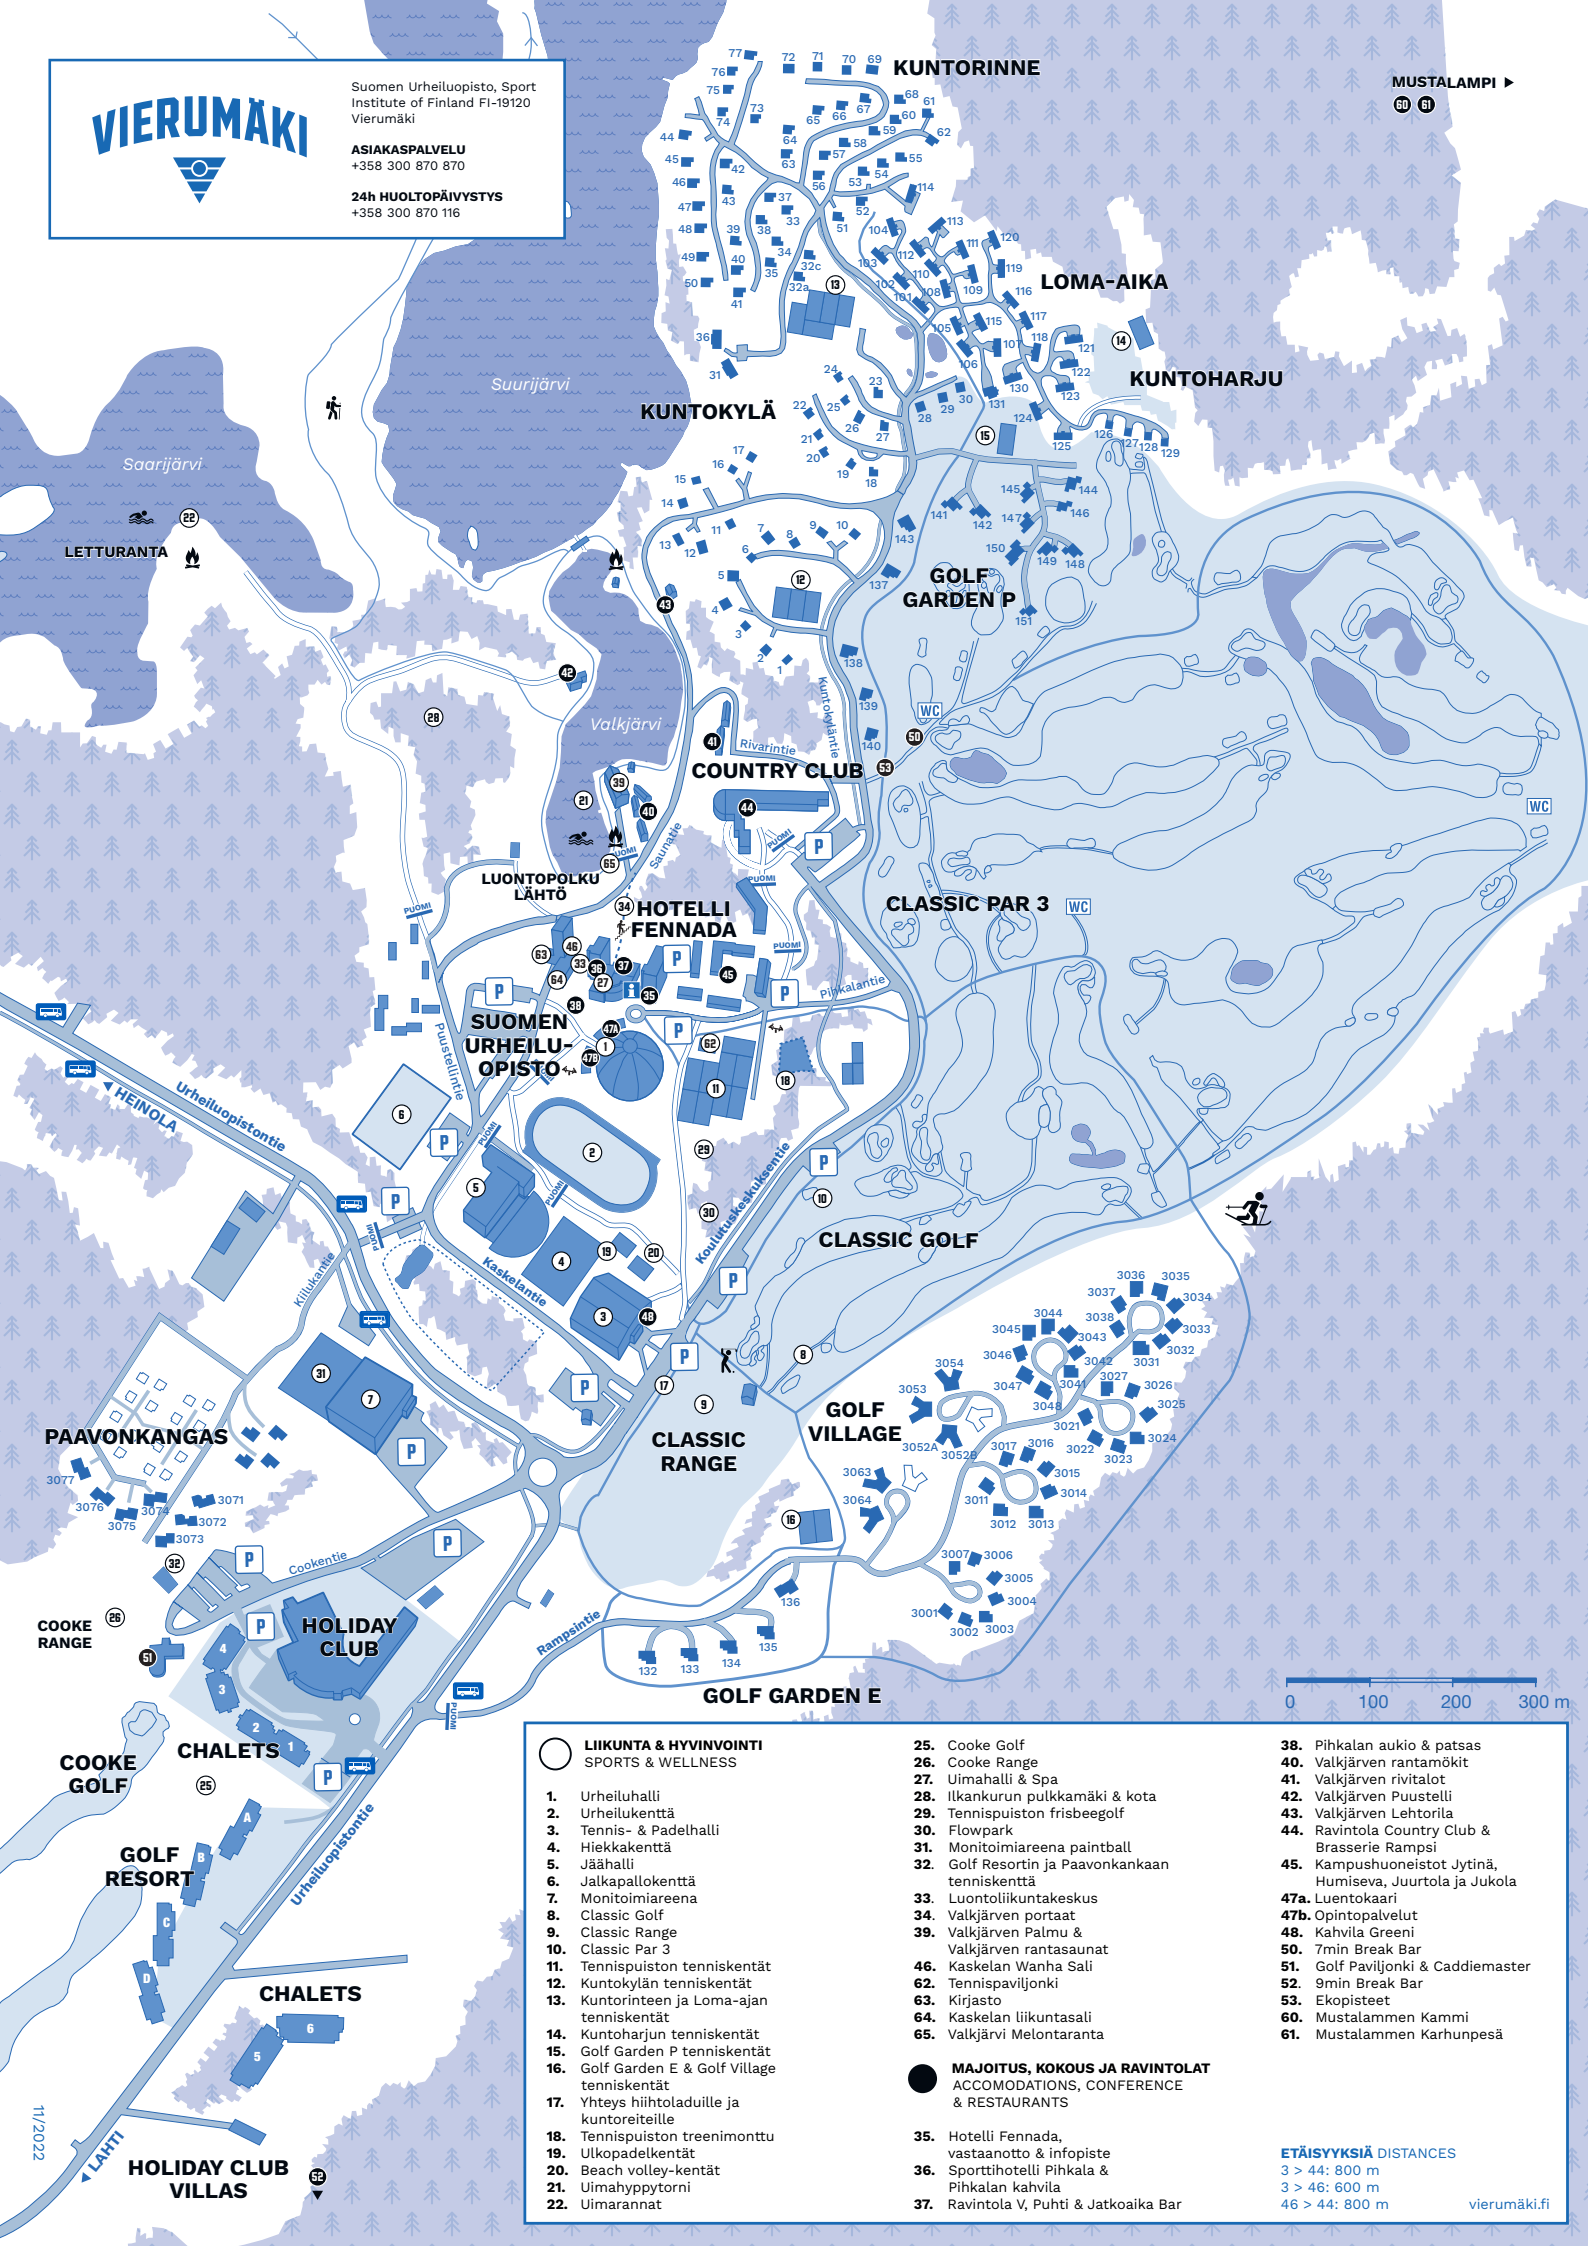 VIERUMÄKI
Suomen Urheiluopisto, Sport
Institute of Finland FI-19120
Vierumäki
ASIAKASPALVELU
+358 300 870 870
24h HUOLTOPÄIVYSTYS
+358 300 870 116
KUNTORINNE
MUSTALAMPI
60 61
LOMA-AIKA
KUNTOHARJU
KUNTOKYLÄ
Suurijärvi
Saarijärvi
LETTURANTA
GOLF
GARDEN P
Valkjärvi
Kuntokyläntie
Rivarintie
COUNTRY CLUB
Saunatie
LUONTOPOLKU
LÄHTÖ
HOTELLI
FENNADA
CLASSIC PAR 3
WC
WC
WC
PUOMI
PUOMI
PUOMI
PUOMI
Pihkalantie
SUOMEN
URHEILU-
OPISTO
Puustellintie
Urheiluopistontie
HEINOLA
Koulutuskeskuksentie
Kaskelantie
Kiilukantie
CLASSIC GOLF
CLASSIC
RANGE
GOLF
VILLAGE
PAAVONKANGAS
Cookentie
COOKE
RANGE
HOLIDAY
CLUB
Rampsintie
GOLF GARDEN E
CHALETS
COOKE
GOLF
GOLF
RESORT
Urheiluopistontie
A
B
C
D
CHALETS
6
5
LAHTI
HOLIDAY CLUB
VILLAS
52
11/2022
0 100 200 300 m
LIIKUNTA & HYVINVOINTI
SPORTS & WELLNESS
1. Urheiluhalli
2. Urheilukenttä
3. Tennis- & Padelhalli
4. Hiekkakenttä
5. Jäähalli
6. Jalkapallokenttä
7. Monitoimiareena
8. Classic Golf
9. Classic Range
10. Classic Par 3
11. Tennispuiston tenniskentät
12. Kuntokylän tenniskentät
13. Kuntorinteen ja Loma-ajan
tenniskentät
14. Kuntoharjun tenniskentät
15. Golf Garden P tenniskentät
16. Golf Garden E & Golf Village
tenniskentät
17. Yhteys hiihtoladuille ja
kuntoreiteille
18. Tennispuiston treenimonttu
19. Ulkopadelkentät
20. Beach volley-kentät
21. Uimahyppytorni
22. Uimarannat
25. Cooke Golf
26. Cooke Range
27. Uimahalli & Spa
28. Ilkankurun pulkkamäki & kota
29. Tennispuiston frisbeegolf
30. Flowpark
31. Monitoimiareena paintball
32. Golf Resortin ja Paavonkankaan
tenniskenttä
33. Luontoliikuntakeskus
34. Valkjärven portaat
39. Valkjärven Palmu &
Valkjärven rantasaunat
46. Kaskelan Wanha Sali
62. Tennispaviljonki
63. Kirjasto
64. Kaskelan liikuntasali
65. Valkjärvi Melontaranta
MAJOITUS, KOKOUS JA RAVINTOLAT
ACCOMODATIONS, CONFERENCE
& RESTAURANTS
35. Hotelli Fennada,
vastaanotto & infopiste
36. Sporttihotelli Pihkala &
Pihkalan kahvila
37. Ravintola V, Puhti & Jatkoaika Bar
38. Pihkalan aukio & patsas
40. Valkjärven rantamökit
41. Valkjärven rivitalot
42. Valkjärven Puustelli
43. Valkjärven Lehtorila
44. Ravintola Country Club &
Brasserie Rampsi
45. Kampushuoneistot Jytinä,
Humiseva, Juurtola ja Jukola
47a. Luentokaari
47b. Opintopalvelut
48. Kahvila Greeni
50. 7min Break Bar
51. Golf Paviljonki & Caddiemaster
52. 9min Break Bar
53. Ekopisteet
60. Mustalammen Kammi
61. Mustalammen Karhunpesä
ETÄISYYKSIÄ DISTANCES
3 > 44: 800 m
3 > 46: 600 m
46 > 44: 800 m
vierumäki.fi